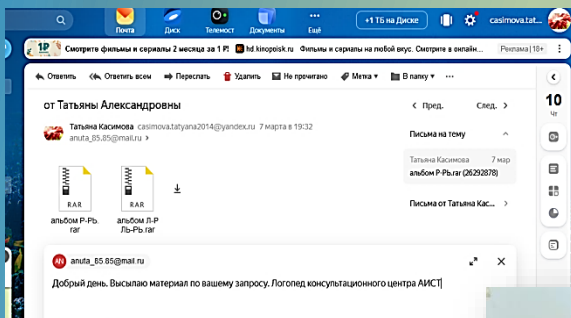 Почта
Диск
Телемост
Документы
Ещё
+1 ТБ на Диске
casimova.tat...
1Р Смотрите фильмы и сериалы 2 месяца за 1 Р! hd.kinopoisk.ru Фильмы и сериалы на любой вкус. Смотрите в онлайн... Реклама | 18+
Ответить Ответить всем Переслать Удалить Не прочитано Метка В папку ...
от Татьяны Александровны
Пред. След.
10
Чт
Татьяна Касимова casimova.tatyana2014@yandex.ru 7 марта в 19:32
anuta_85.85@mail.ru
Письма на тему
Татьяна Касимова 7 мар
альбом Р-РЬ.rar (26292878)
Письма от Татьяна Кас...
RAR
RAR
альбом Р-РЬ.
rar
альбом Л-Р
ЛЬ-РЬ.rar
AN anuta_85.85@mail.ru
Добрый день. Высылаю материал по вашему запросу. Логопед консультационного центра АИСТ